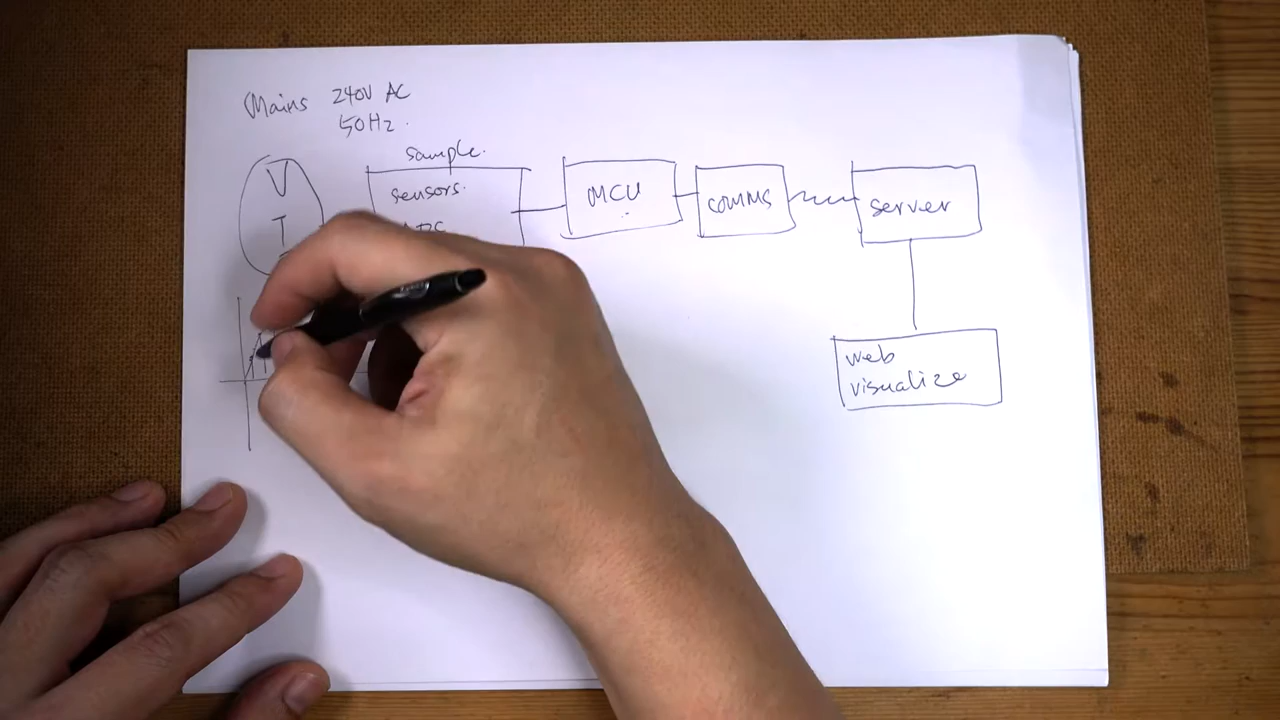 Mains 240V AC
50Hz.
sample.
V
I
sensors.
MCU
COMMS
server
web
visualize